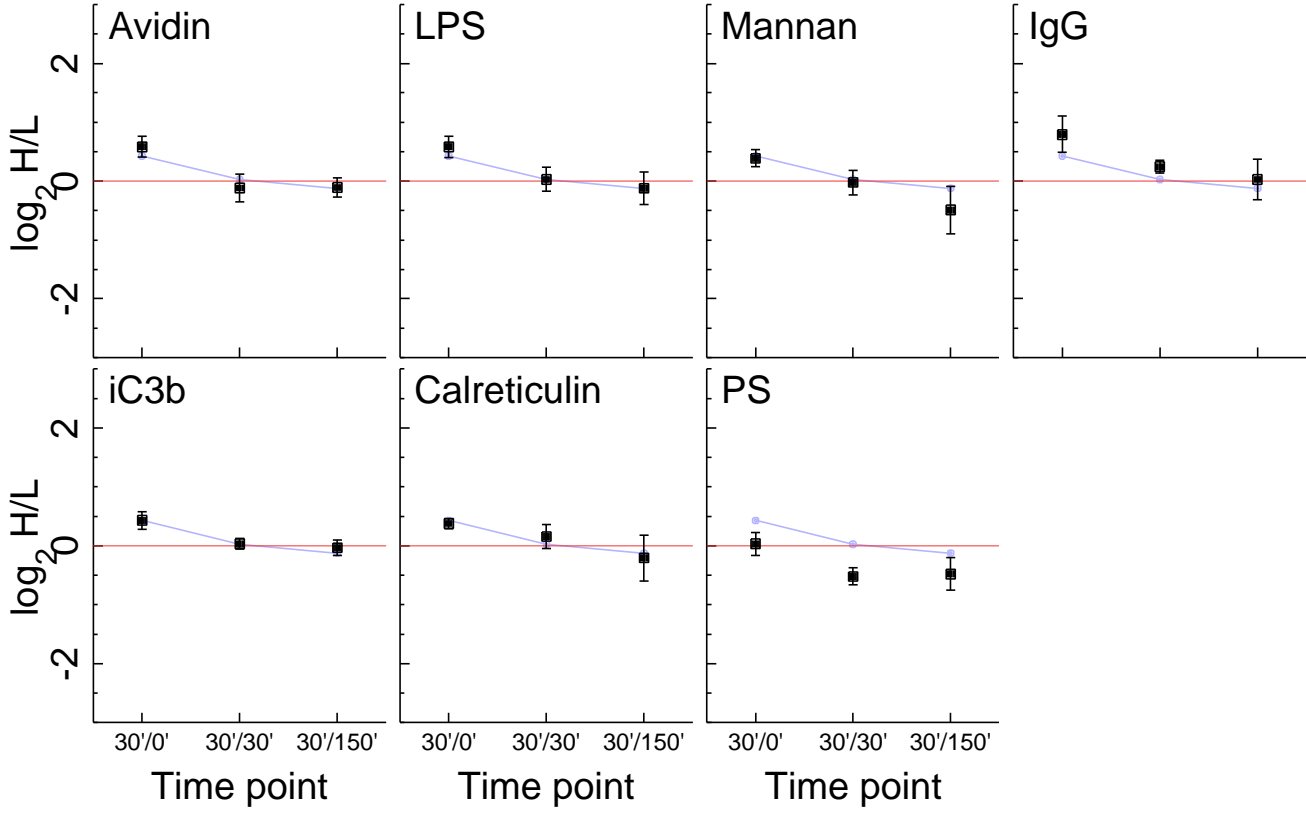 Avidin
LPS
Mannan
IgG
log2 H/L
2
0
-2
iC3b
Calreticulin
PS
log2 H/L
2
0
-2
30'/0' 30'/30' 30'/150'
30'/0' 30'/30' 30'/150'
30'/0' 30'/30' 30'/150'
Time point
Time point
Time point